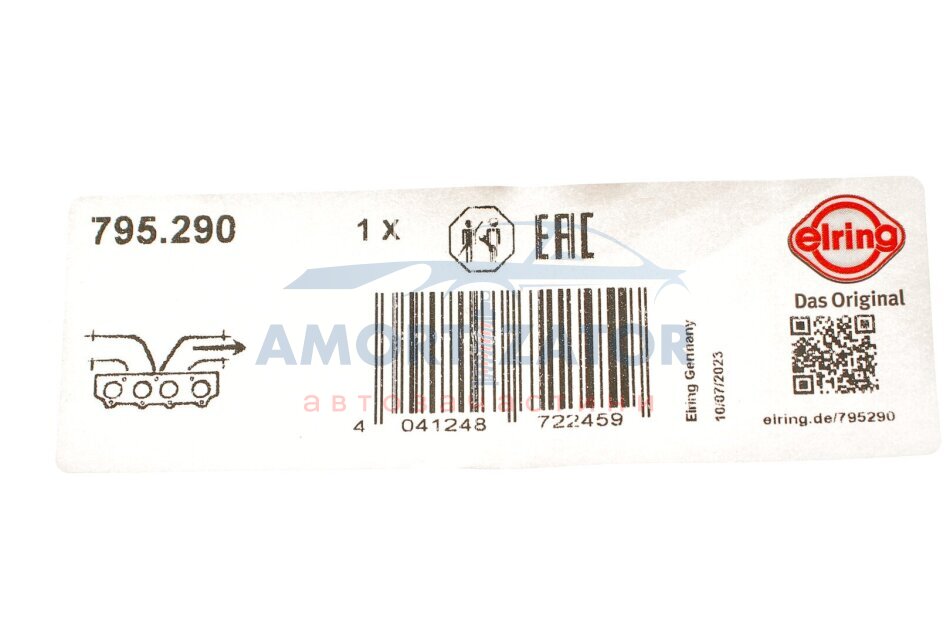 795.290
1 X
EAC
elring
Das Original
AMORTIZATOR
автозапчастини
4 041248 722459
Elring Germany
10/07/2023
elring.de/795290